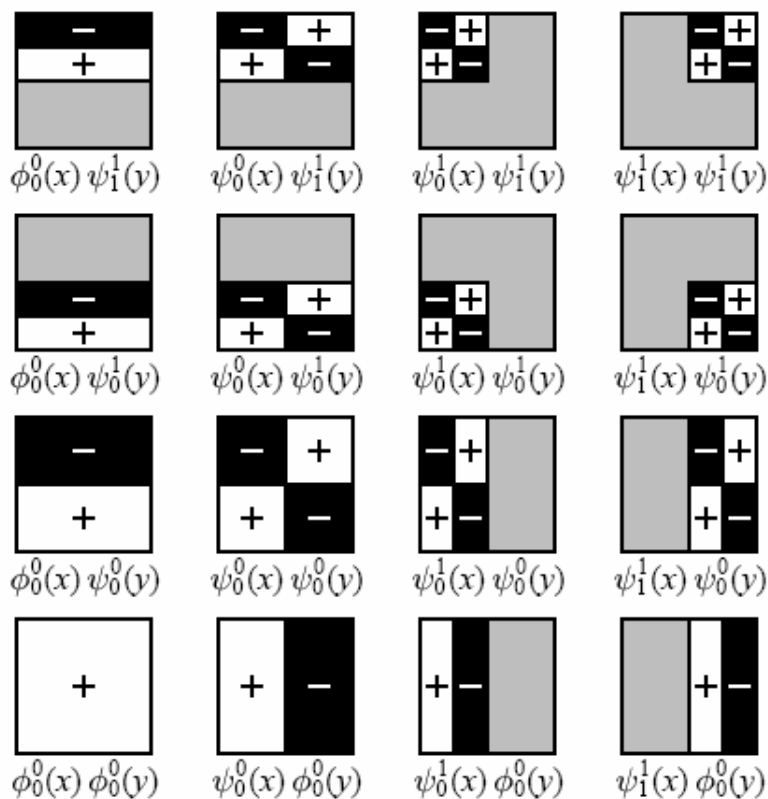 − − + − + − +
+ + − + − + −
ϕ₀⁰(x) ψ₁¹(y) ψ₀⁰(x) ψ₁¹(y) ψ₀¹(x) ψ₁¹(y) ψ₁¹(x) ψ₁¹(y)
− − + − + − +
+ + − + − + −
ϕ₀⁰(x) ψ₀¹(y) ψ₀⁰(x) ψ₀¹(y) ψ₀¹(x) ψ₀¹(y) ψ₁¹(x) ψ₀¹(y)
− − + − + − +
+ + − + − + −
ϕ₀⁰(x) ψ₀⁰(y) ψ₀⁰(x) ψ₀⁰(y) ψ₀¹(x) ψ₀⁰(y) ψ₁¹(x) ψ₀⁰(y)
+ + − + − + −
ϕ₀⁰(x) ϕ₀⁰(y) ψ₀⁰(x) ϕ₀⁰(y) ψ₀¹(x) ϕ₀⁰(y) ψ₁¹(x) ϕ₀⁰(y)